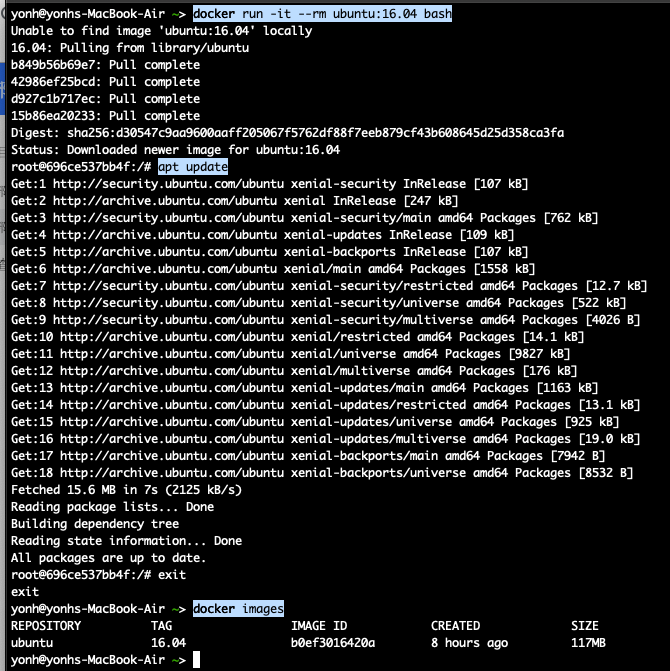 yonh@yonhs-MacBook-Air ~> docker run -it --rm ubuntu:16.04 bash
Unable to find image 'ubuntu:16.04' locally
16.04: Pulling from library/ubuntu
b849b56b69e7: Pull complete
42986ef25bcd: Pull complete
d927c1b717ec: Pull complete
15b86ea20233: Pull complete
Digest: sha256:d30547c9aa9600aaff205067f5762df88f7eeb879cf43b608645d25d358ca3fa
Status: Downloaded newer image for ubuntu:16.04
root@696ce537bb4f:/# apt update
Get:1 http://security.ubuntu.com/ubuntu xenial-security InRelease [107 kB]
Get:2 http://archive.ubuntu.com/ubuntu xenial InRelease [247 kB]
Get:3 http://security.ubuntu.com/ubuntu xenial-security/main amd64 Packages [762 kB]
Get:4 http://archive.ubuntu.com/ubuntu xenial-updates InRelease [109 kB]
Get:5 http://archive.ubuntu.com/ubuntu xenial-backports InRelease [107 kB]
Get:6 http://archive.ubuntu.com/ubuntu xenial/main amd64 Packages [1558 kB]
Get:7 http://security.ubuntu.com/ubuntu xenial-security/restricted amd64 Packages [12.7 kB]
Get:8 http://security.ubuntu.com/ubuntu xenial-security/universe amd64 Packages [522 kB]
Get:9 http://security.ubuntu.com/ubuntu xenial-security/multiverse amd64 Packages [4026 B]
Get:10 http://archive.ubuntu.com/ubuntu xenial/restricted amd64 Packages [14.1 kB]
Get:11 http://archive.ubuntu.com/ubuntu xenial/universe amd64 Packages [9827 kB]
Get:12 http://archive.ubuntu.com/ubuntu xenial/multiverse amd64 Packages [176 kB]
Get:13 http://archive.ubuntu.com/ubuntu xenial-updates/main amd64 Packages [1163 kB]
Get:14 http://archive.ubuntu.com/ubuntu xenial-updates/restricted amd64 Packages [13.1 kB]
Get:15 http://archive.ubuntu.com/ubuntu xenial-updates/universe amd64 Packages [925 kB]
Get:16 http://archive.ubuntu.com/ubuntu xenial-updates/multiverse amd64 Packages [19.0 kB]
Get:17 http://archive.ubuntu.com/ubuntu xenial-backports/main amd64 Packages [7942 B]
Get:18 http://archive.ubuntu.com/ubuntu xenial-backports/universe amd64 Packages [8532 B]
Fetched 15.6 MB in 7s (2125 kB/s)
Reading package lists... Done
Building dependency tree
Reading state information... Done
All packages are up to date.
root@696ce537bb4f:/# exit
exit
yonh@yonhs-MacBook-Air ~> docker images
REPOSITORY TAG IMAGE ID CREATED SIZE
ubuntu 16.04 b0ef3016420a 8 hours ago 117MB
yonh@yonhs-MacBook-Air ~>